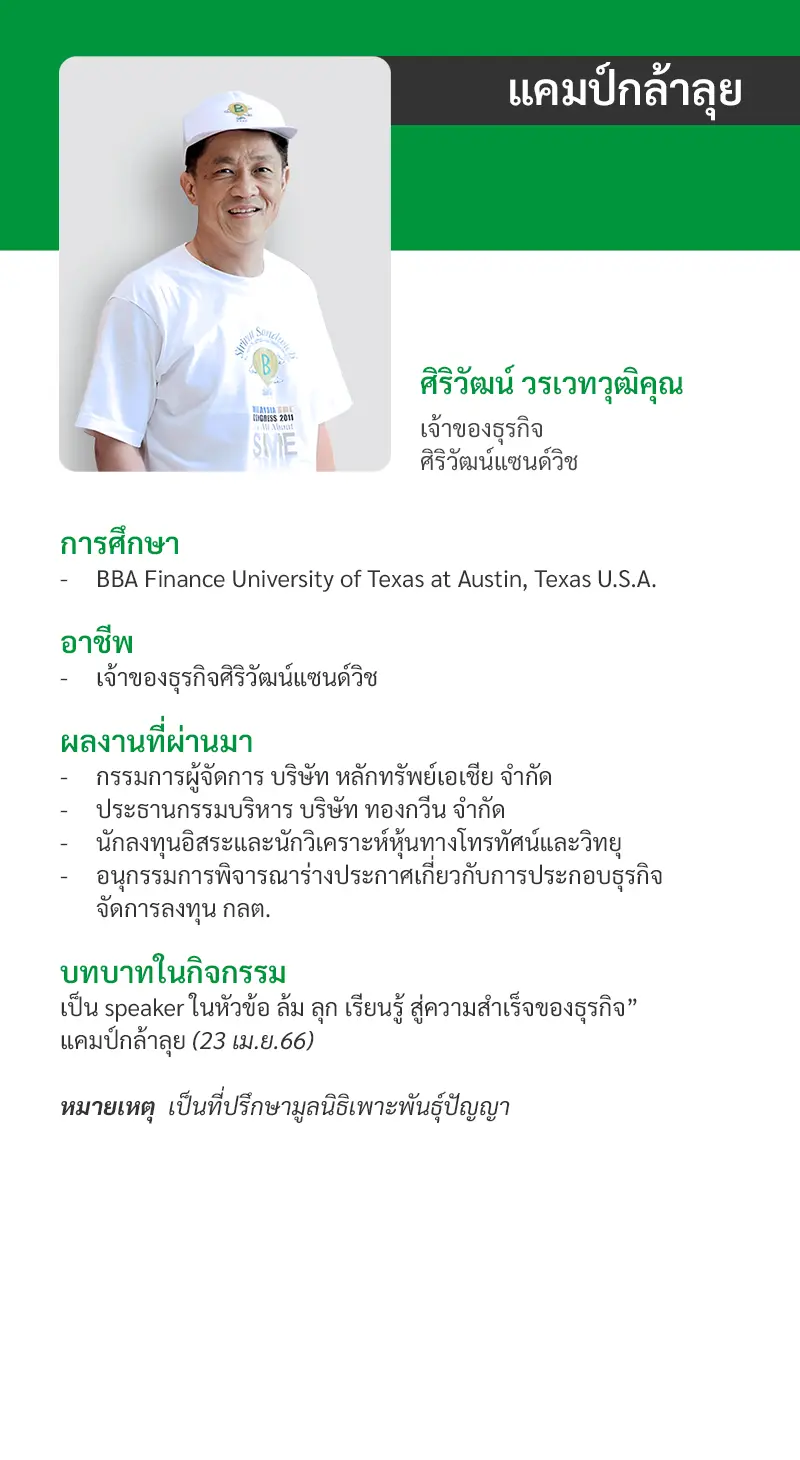 แคมป์กล้าลุย
B
Sirivat Sandwich
B
MALAYSIA SME
CONGRESS 2011
All About
SME
ศิริวัฒน์ วรเวทวุฒิคุณ
เจ้าของธุรกิจ
ศิริวัฒน์แซนด์วิช
การศึกษา
- BBA Finance University of Texas at Austin, Texas U.S.A.
อาชีพ
- เจ้าของธุรกิจศิริวัฒน์แซนด์วิช
ผลงานที่ผ่านมา
- กรรมการผู้จัดการ บริษัท หลักทรัพย์เอเชีย จำกัด
- ประธานกรรมบริหาร บริษัท ทองกวีน จำกัด
- นักลงทุนอิสระและนักวิเคราะห์หุ้นทางโทรทัศน์และวิทยุ
- อนุกรรมการพิจารณาร่างประกาศเกี่ยวกับการประกอบธุรกิจ
จัดการลงทุน กลต.
บทบาทในกิจกรรม
เป็น speaker ในหัวข้อ ล้ม ลุก เรียนรู้ สู่ความสำเร็จของธุรกิจ”
แคมป์กล้าลุย (23 เม.ย.66)
หมายเหตุ เป็นที่ปรึกษามูลนิธิเพาะพันธุ์ปัญญา